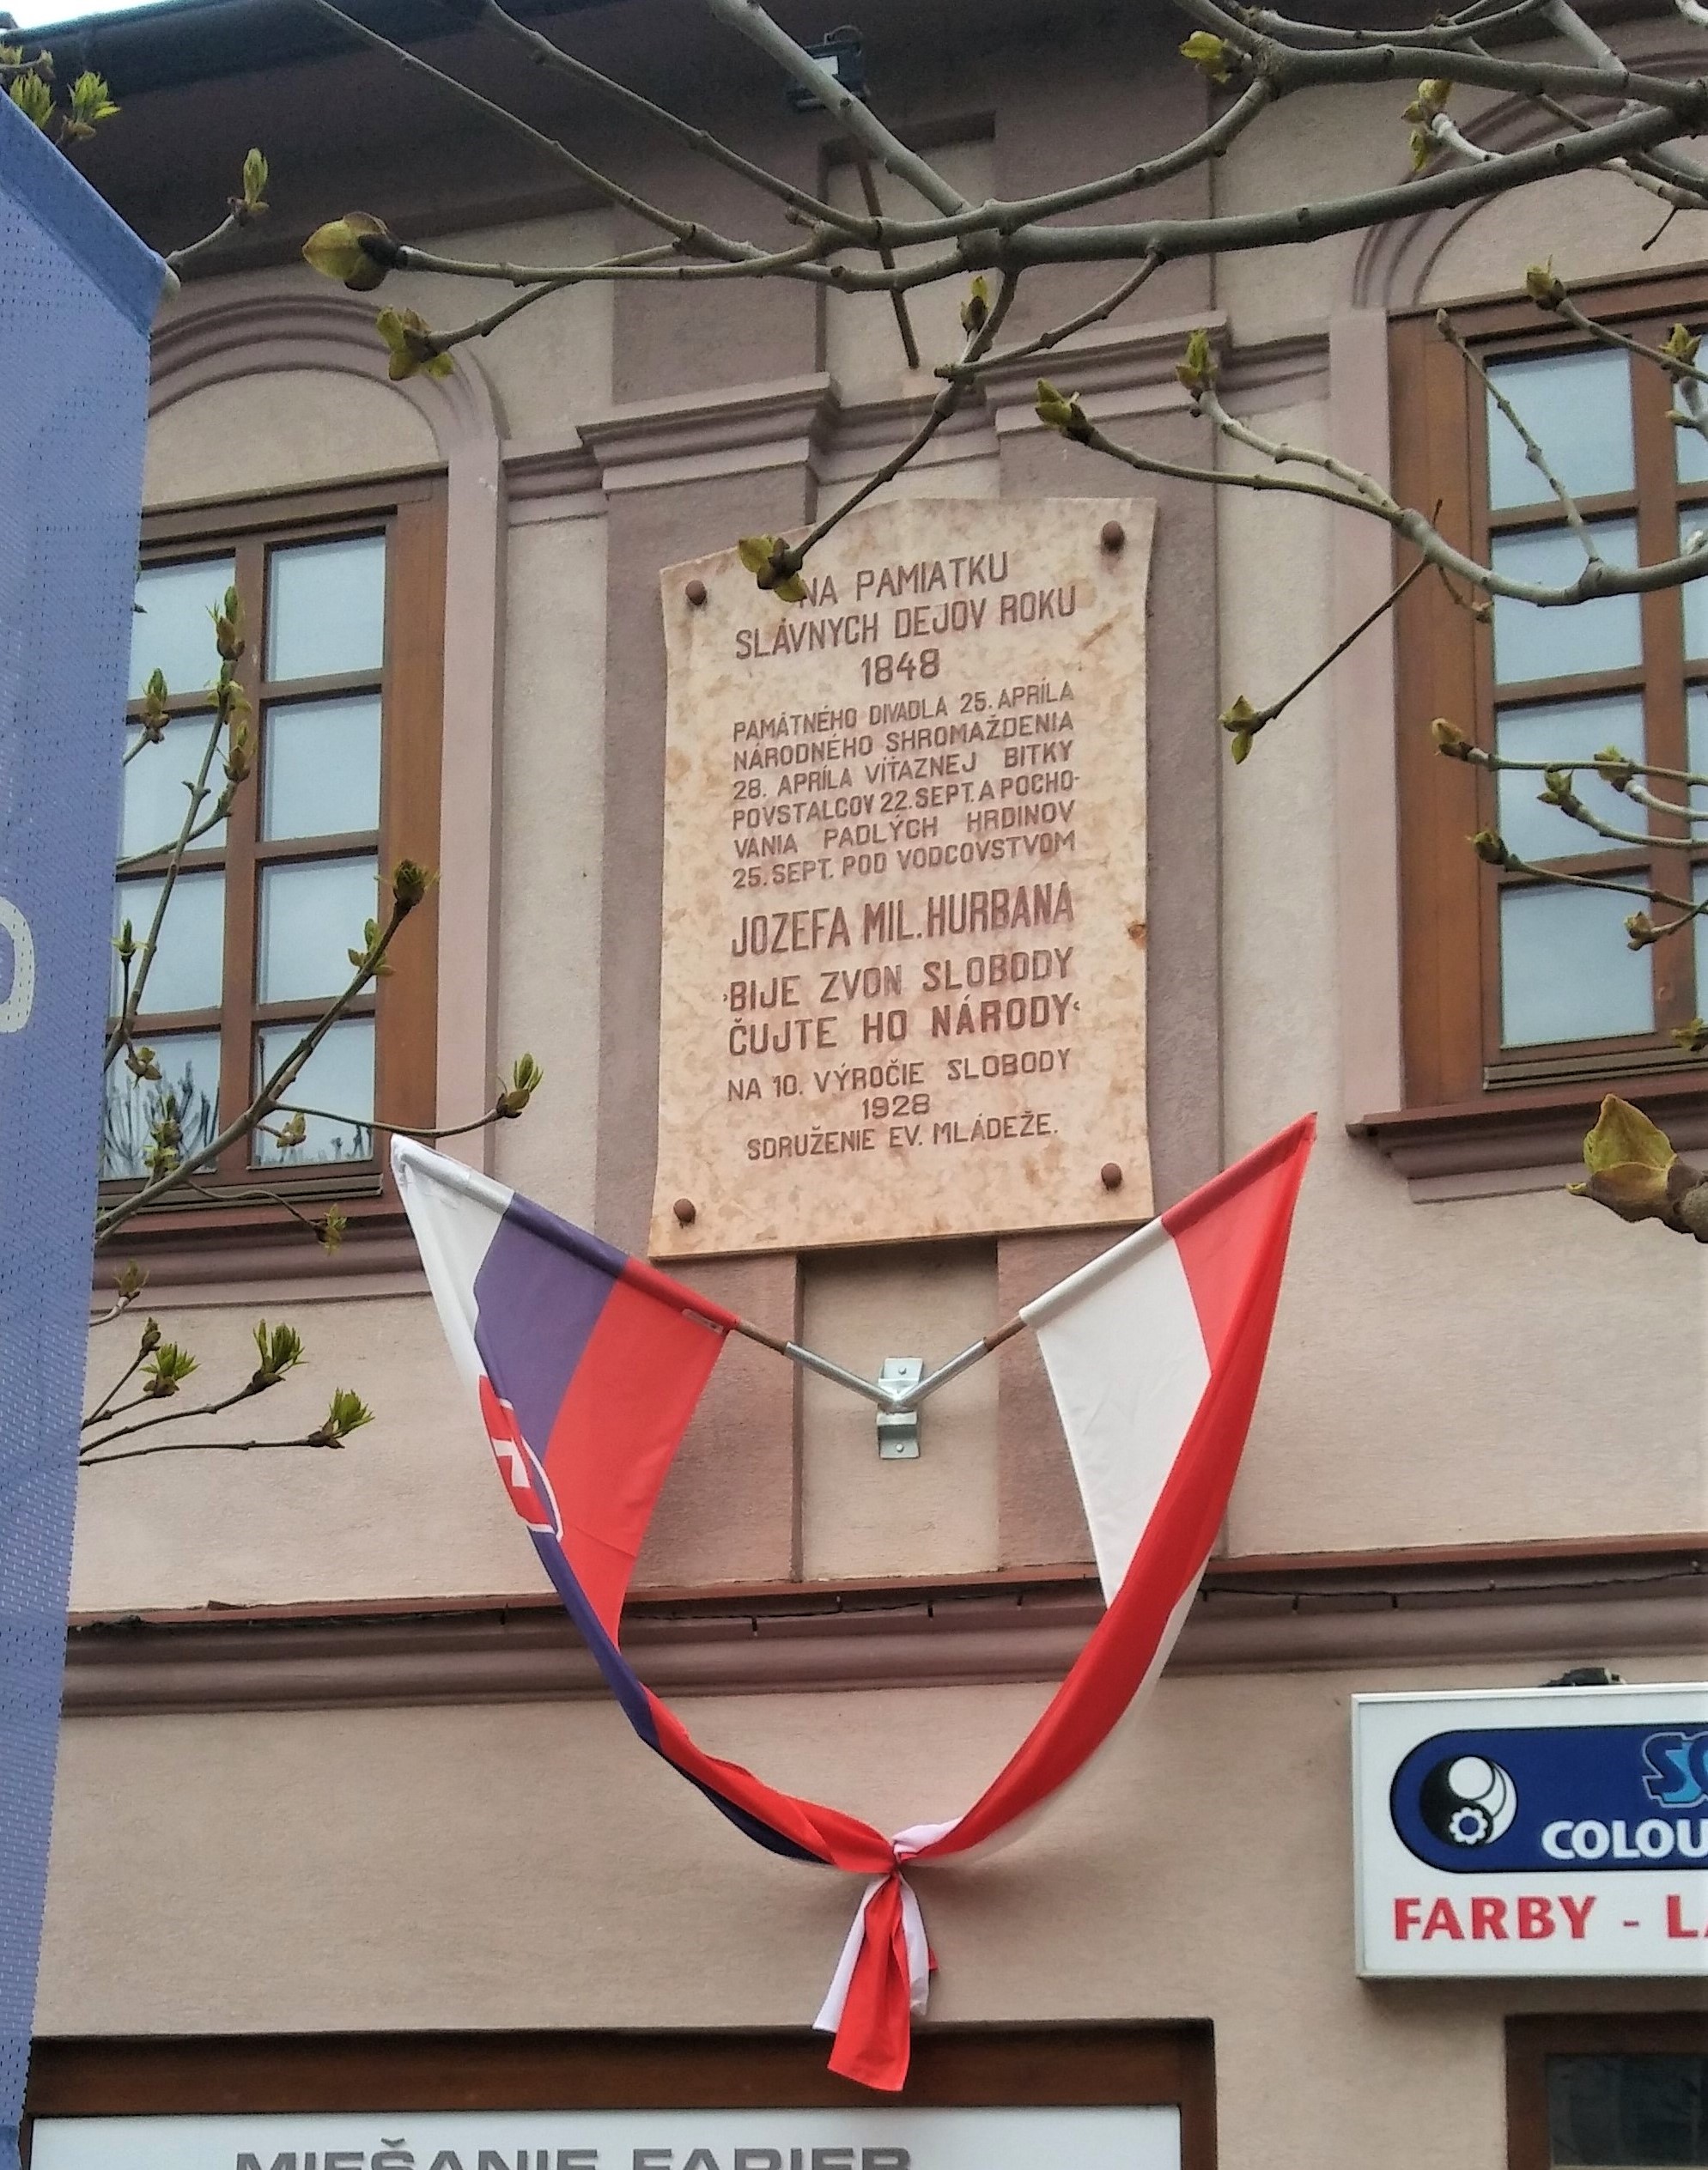 NA PAMIATKU
SLÁVNYCH DEJOV ROKU
1848
PAMÁTNÉHO DIVADLA 25. APRÍLA
NÁRODNÉHO SHROMAŽDENIA
28. APRÍLA VÍŤAZNEJ BITKY
POVSTALCOV 22. SEPT. A POCHO-
VANIA PADLÝCH HRDINOV
25. SEPT. POD VODCOVSTVOM
JOZEFA MIL. HURBANA
›BIJE ZVON SLOBODY
ČUJTE HO NÁRODY‹
NA 10. VÝROČIE SLOBODY
1928
SDRUŽENIE EV. MLÁDEŽE.
COLOU
FARBY -
MIEŠANIE FARIEB